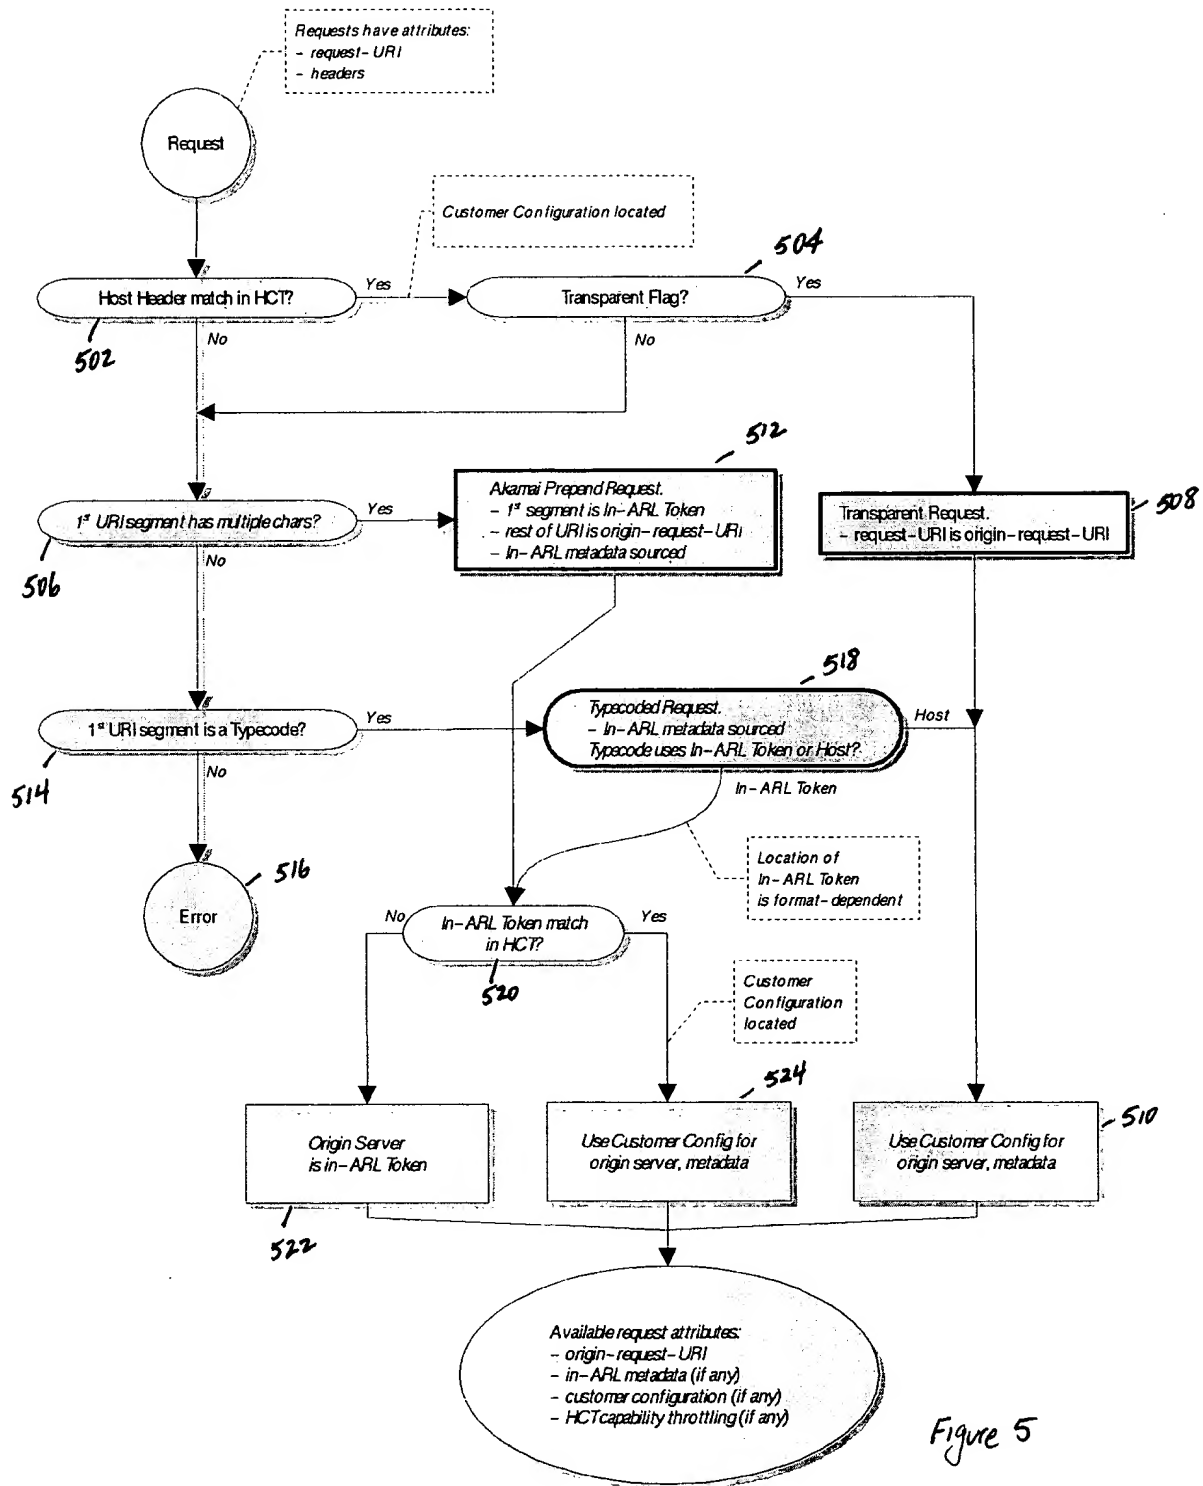 Requests have attributes:
– request–URI
– headers
Request
Customer Configuration located
504
Host Header match in HCT?
Yes
Transparent Flag?
Yes
502
No
No
512
Akamai Prepend Request.
– 1st segment is In–ARL Token
– rest of URI is origin–request–URI
– In–ARL metadata sourced
508
Transparent Request.
– request–URI is origin–request–URI
1st URI segment has multiple chars?
Yes
506
No
518
Typecoded Request.
– In–ARL metadata sourced
Typecode uses In–ARL Token or Host?
Host
1st URI segment is a Typecode?
Yes
514
No
In–ARL Token
Location of
In–ARL Token
is format–dependent
516
Error
No
In–ARL Token match
in HCT?
Yes
520
Customer
Configuration
located
524
510
Origin Server
is in–ARL Token
Use Customer Config for
origin server, metadata
Use Customer Config for
origin server, metadata
522
Available request attributes:
– origin–request–URI
– in–ARL metadata (if any)
– customer configuration (if any)
– HCT capability throttling (if any)
Figure 5